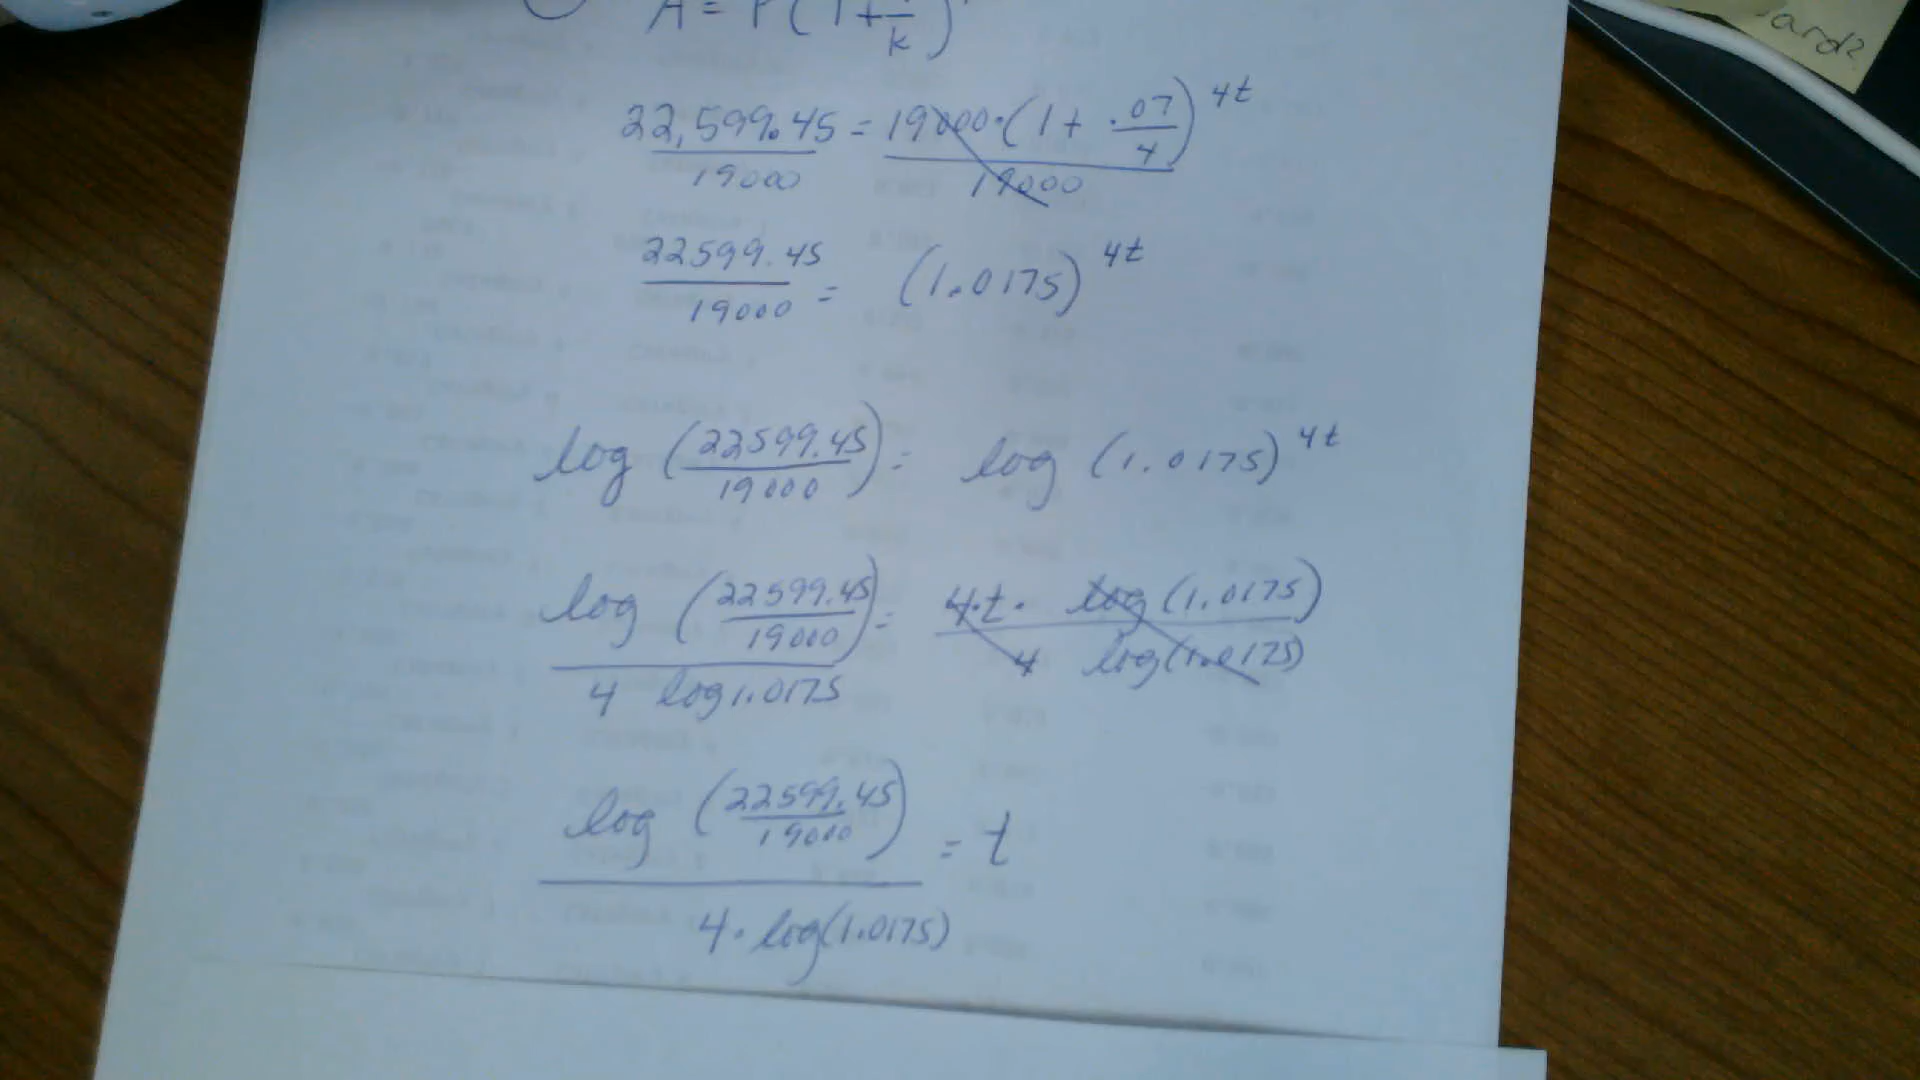 A = P(1+ /k)
ard?
22,599.45/19000 = 19000·(1+ .07/4)^4t/19000
22599.45/19000 = (1.0175)^4t
log (22599.45/19000) = log (1.0175)^4t
log (22599.45/19000)/4 log1.0175 = 4·t· log(1.0175)/4 log(1.0175)
log (22599.45/19000)/4·log(1.0175) = t